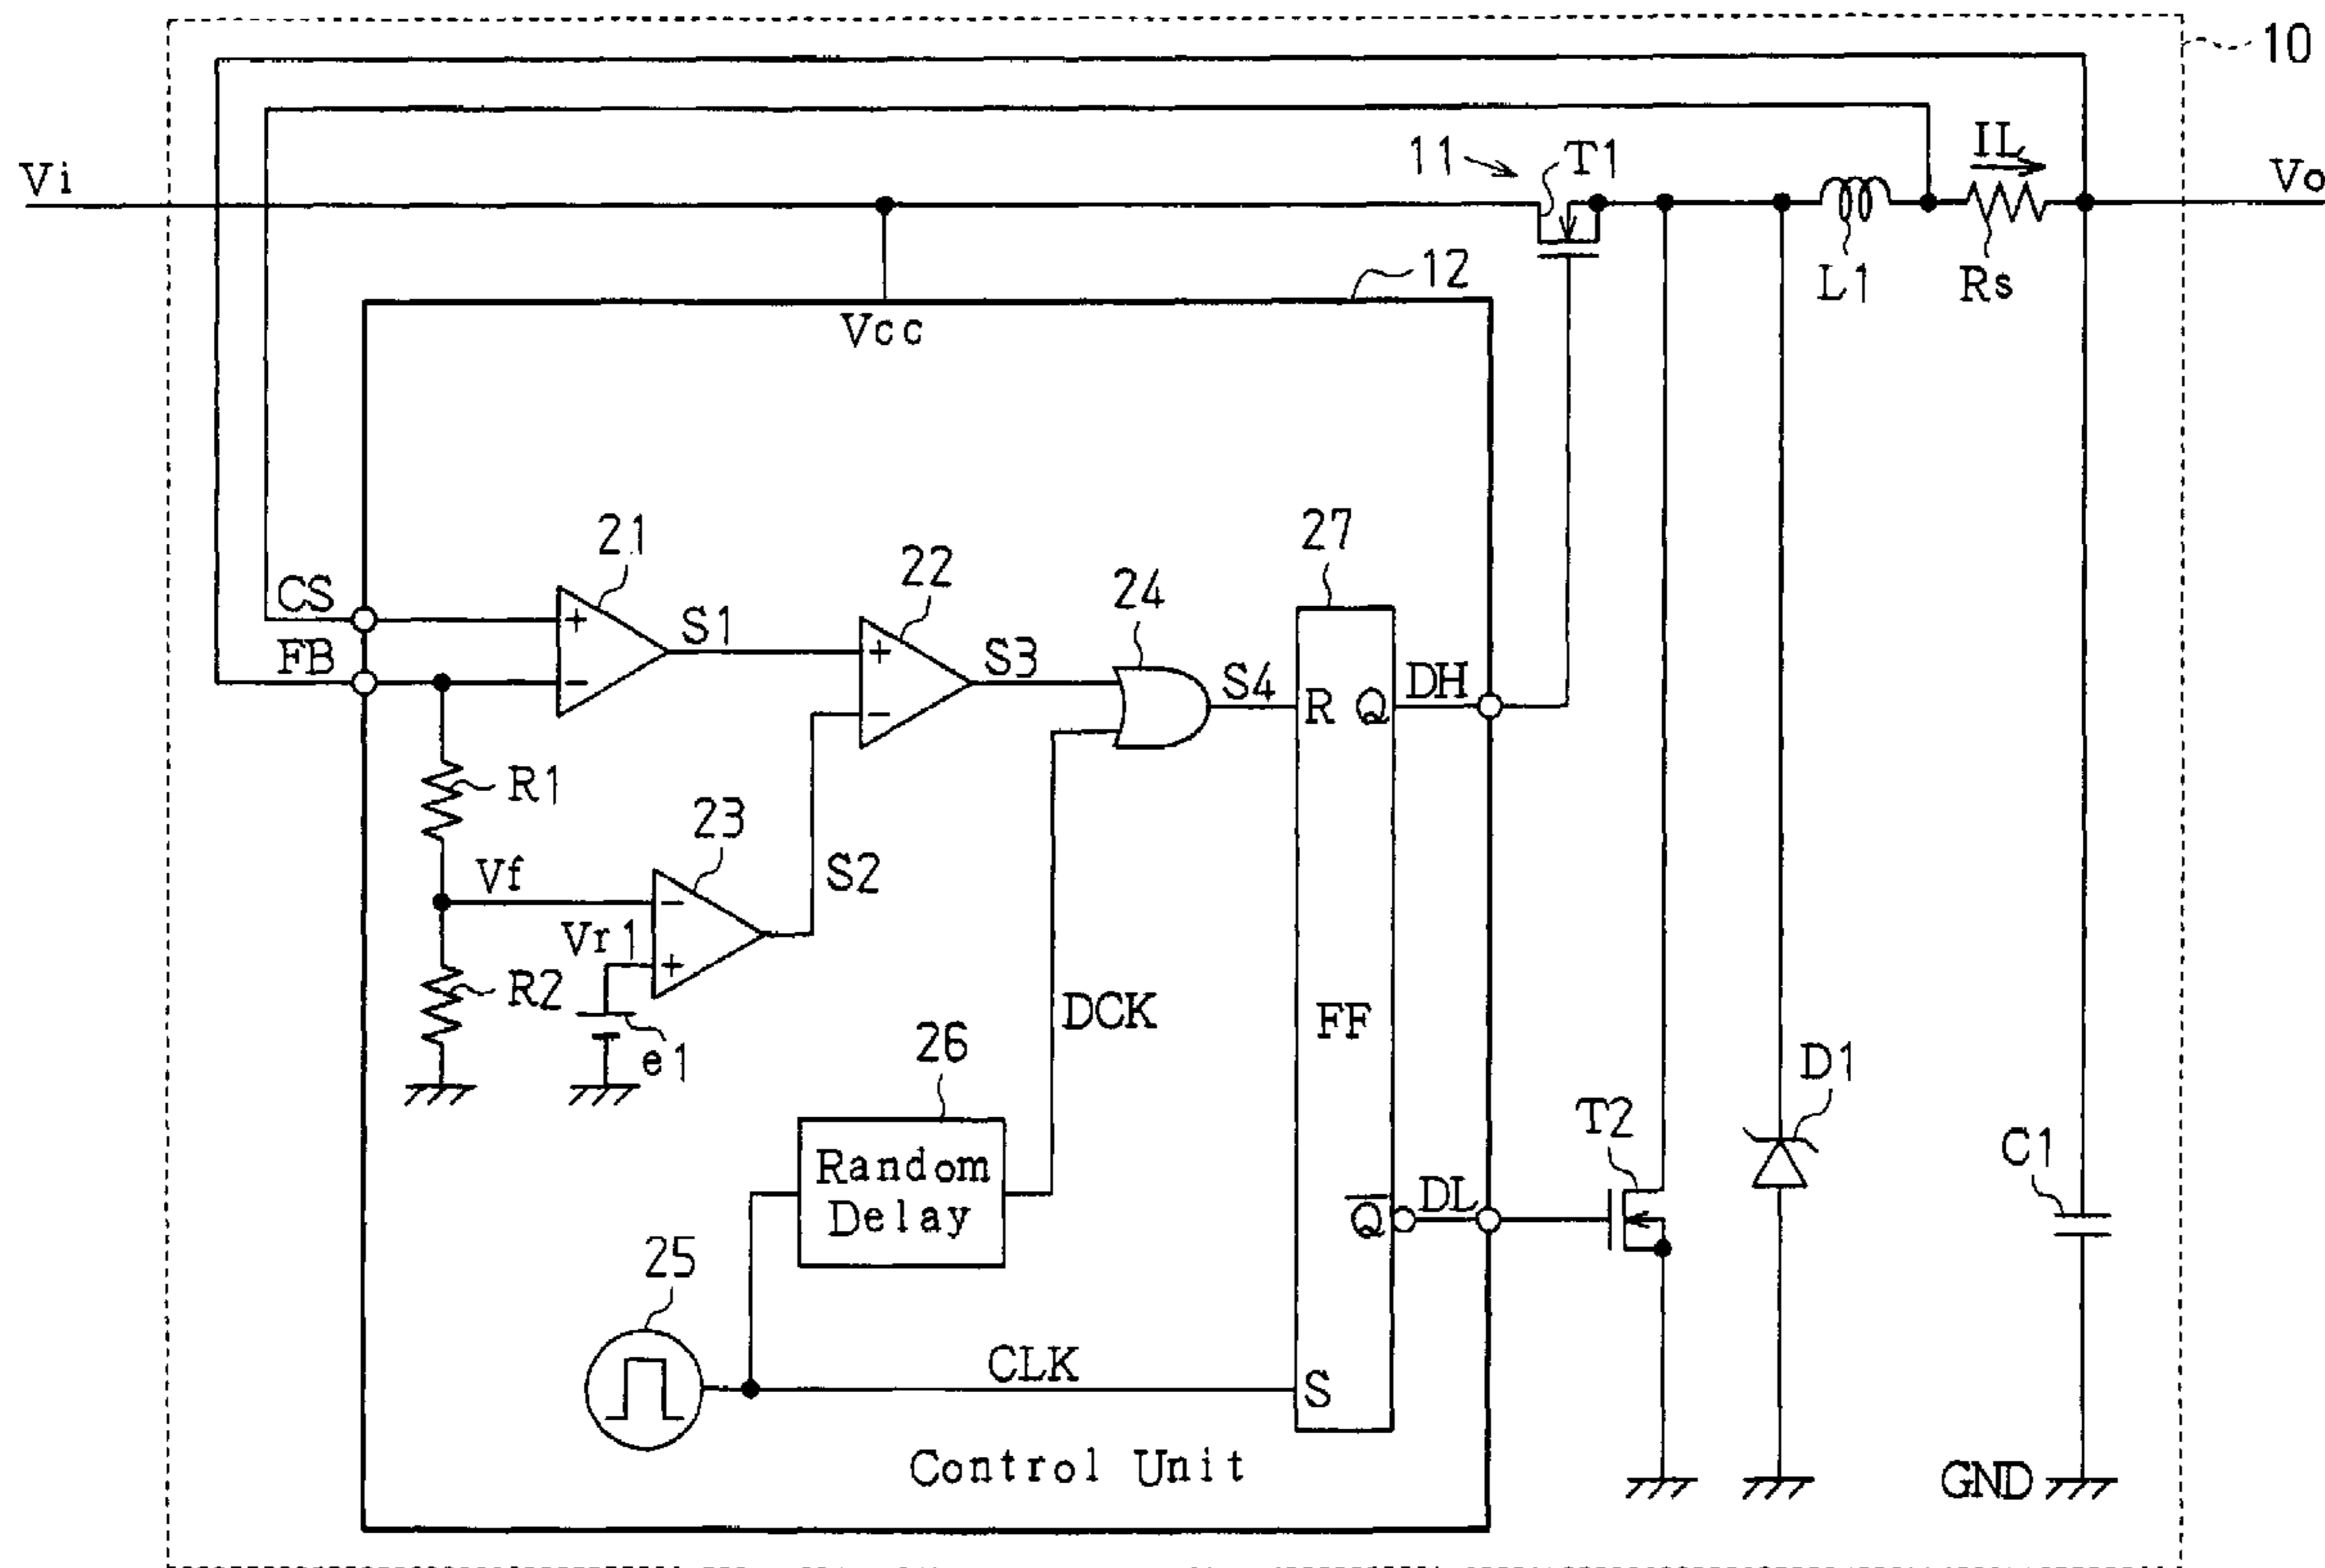 10
Vi
11
T1
IL
Vo
12
L1
Rs
Vcc
21
22
24
27
CS
S1
FB
S3
S4
DH
R
Q
R1
23
Vf
S2
Vr1
R2
e1
DCK
FF
26
D1
T2
C1
Random
Delay
Q
DL
25
CLK
S
Control Unit
GND